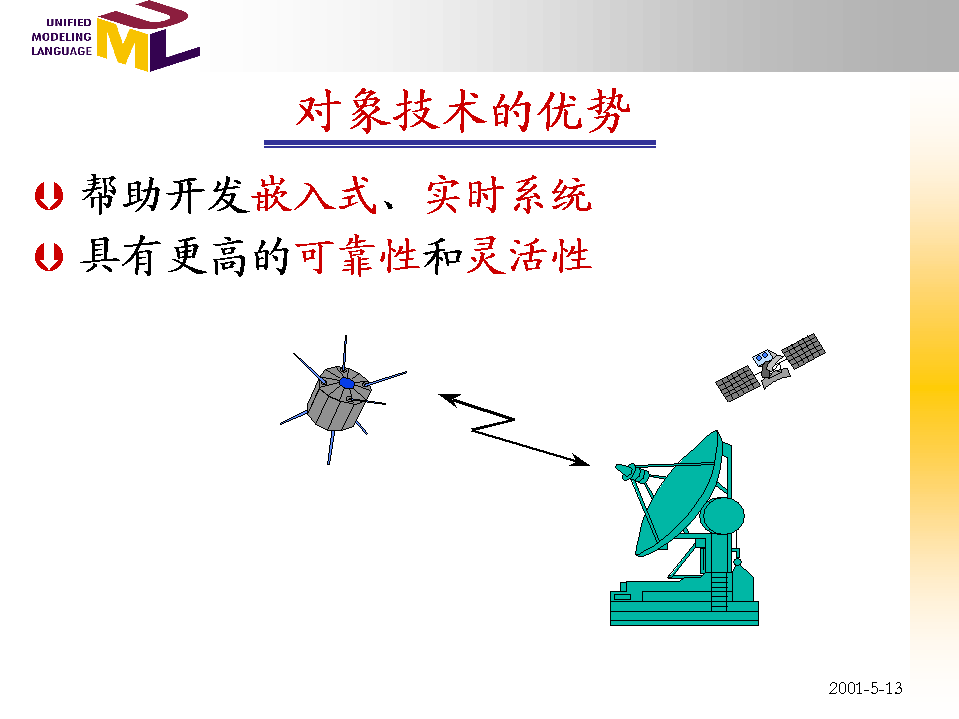 UNIFIED
MODELING
LANGUAGE
UML
对象技术的优势
帮助开发嵌入式、实时系统
具有更高的可靠性和灵活性
2001-5-13